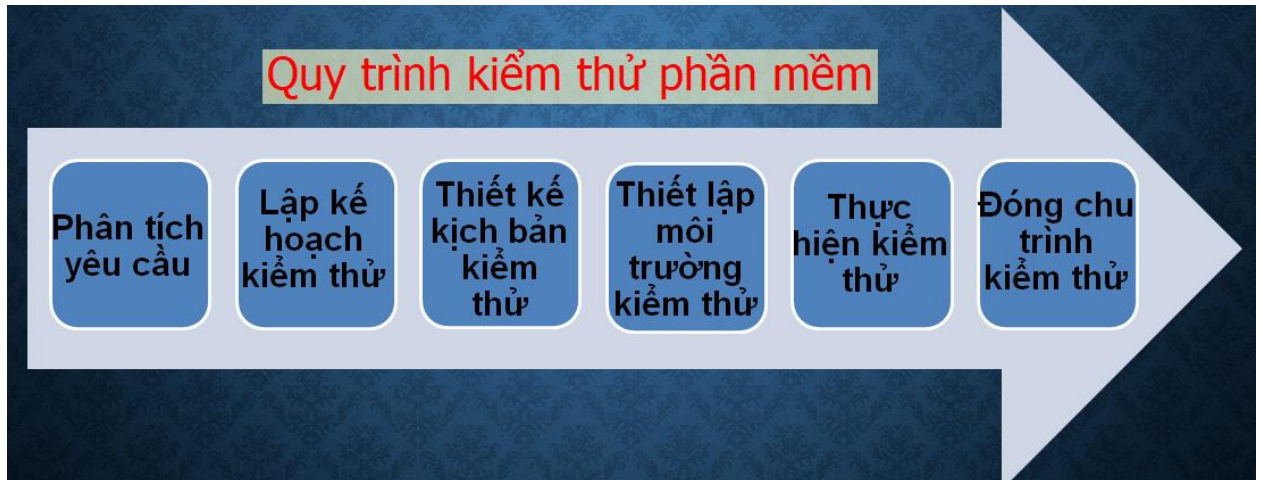 Quy trình kiểm thử phần mềm
Phân tích
yêu cầu
Lập kế
hoạch
kiểm thử
Thiết kế
kịch bản
kiểm
thử
Thiết lập
môi
trường
kiểm thử
Thực
hiện kiểm
thử
Đóng chu
trình
kiểm thử